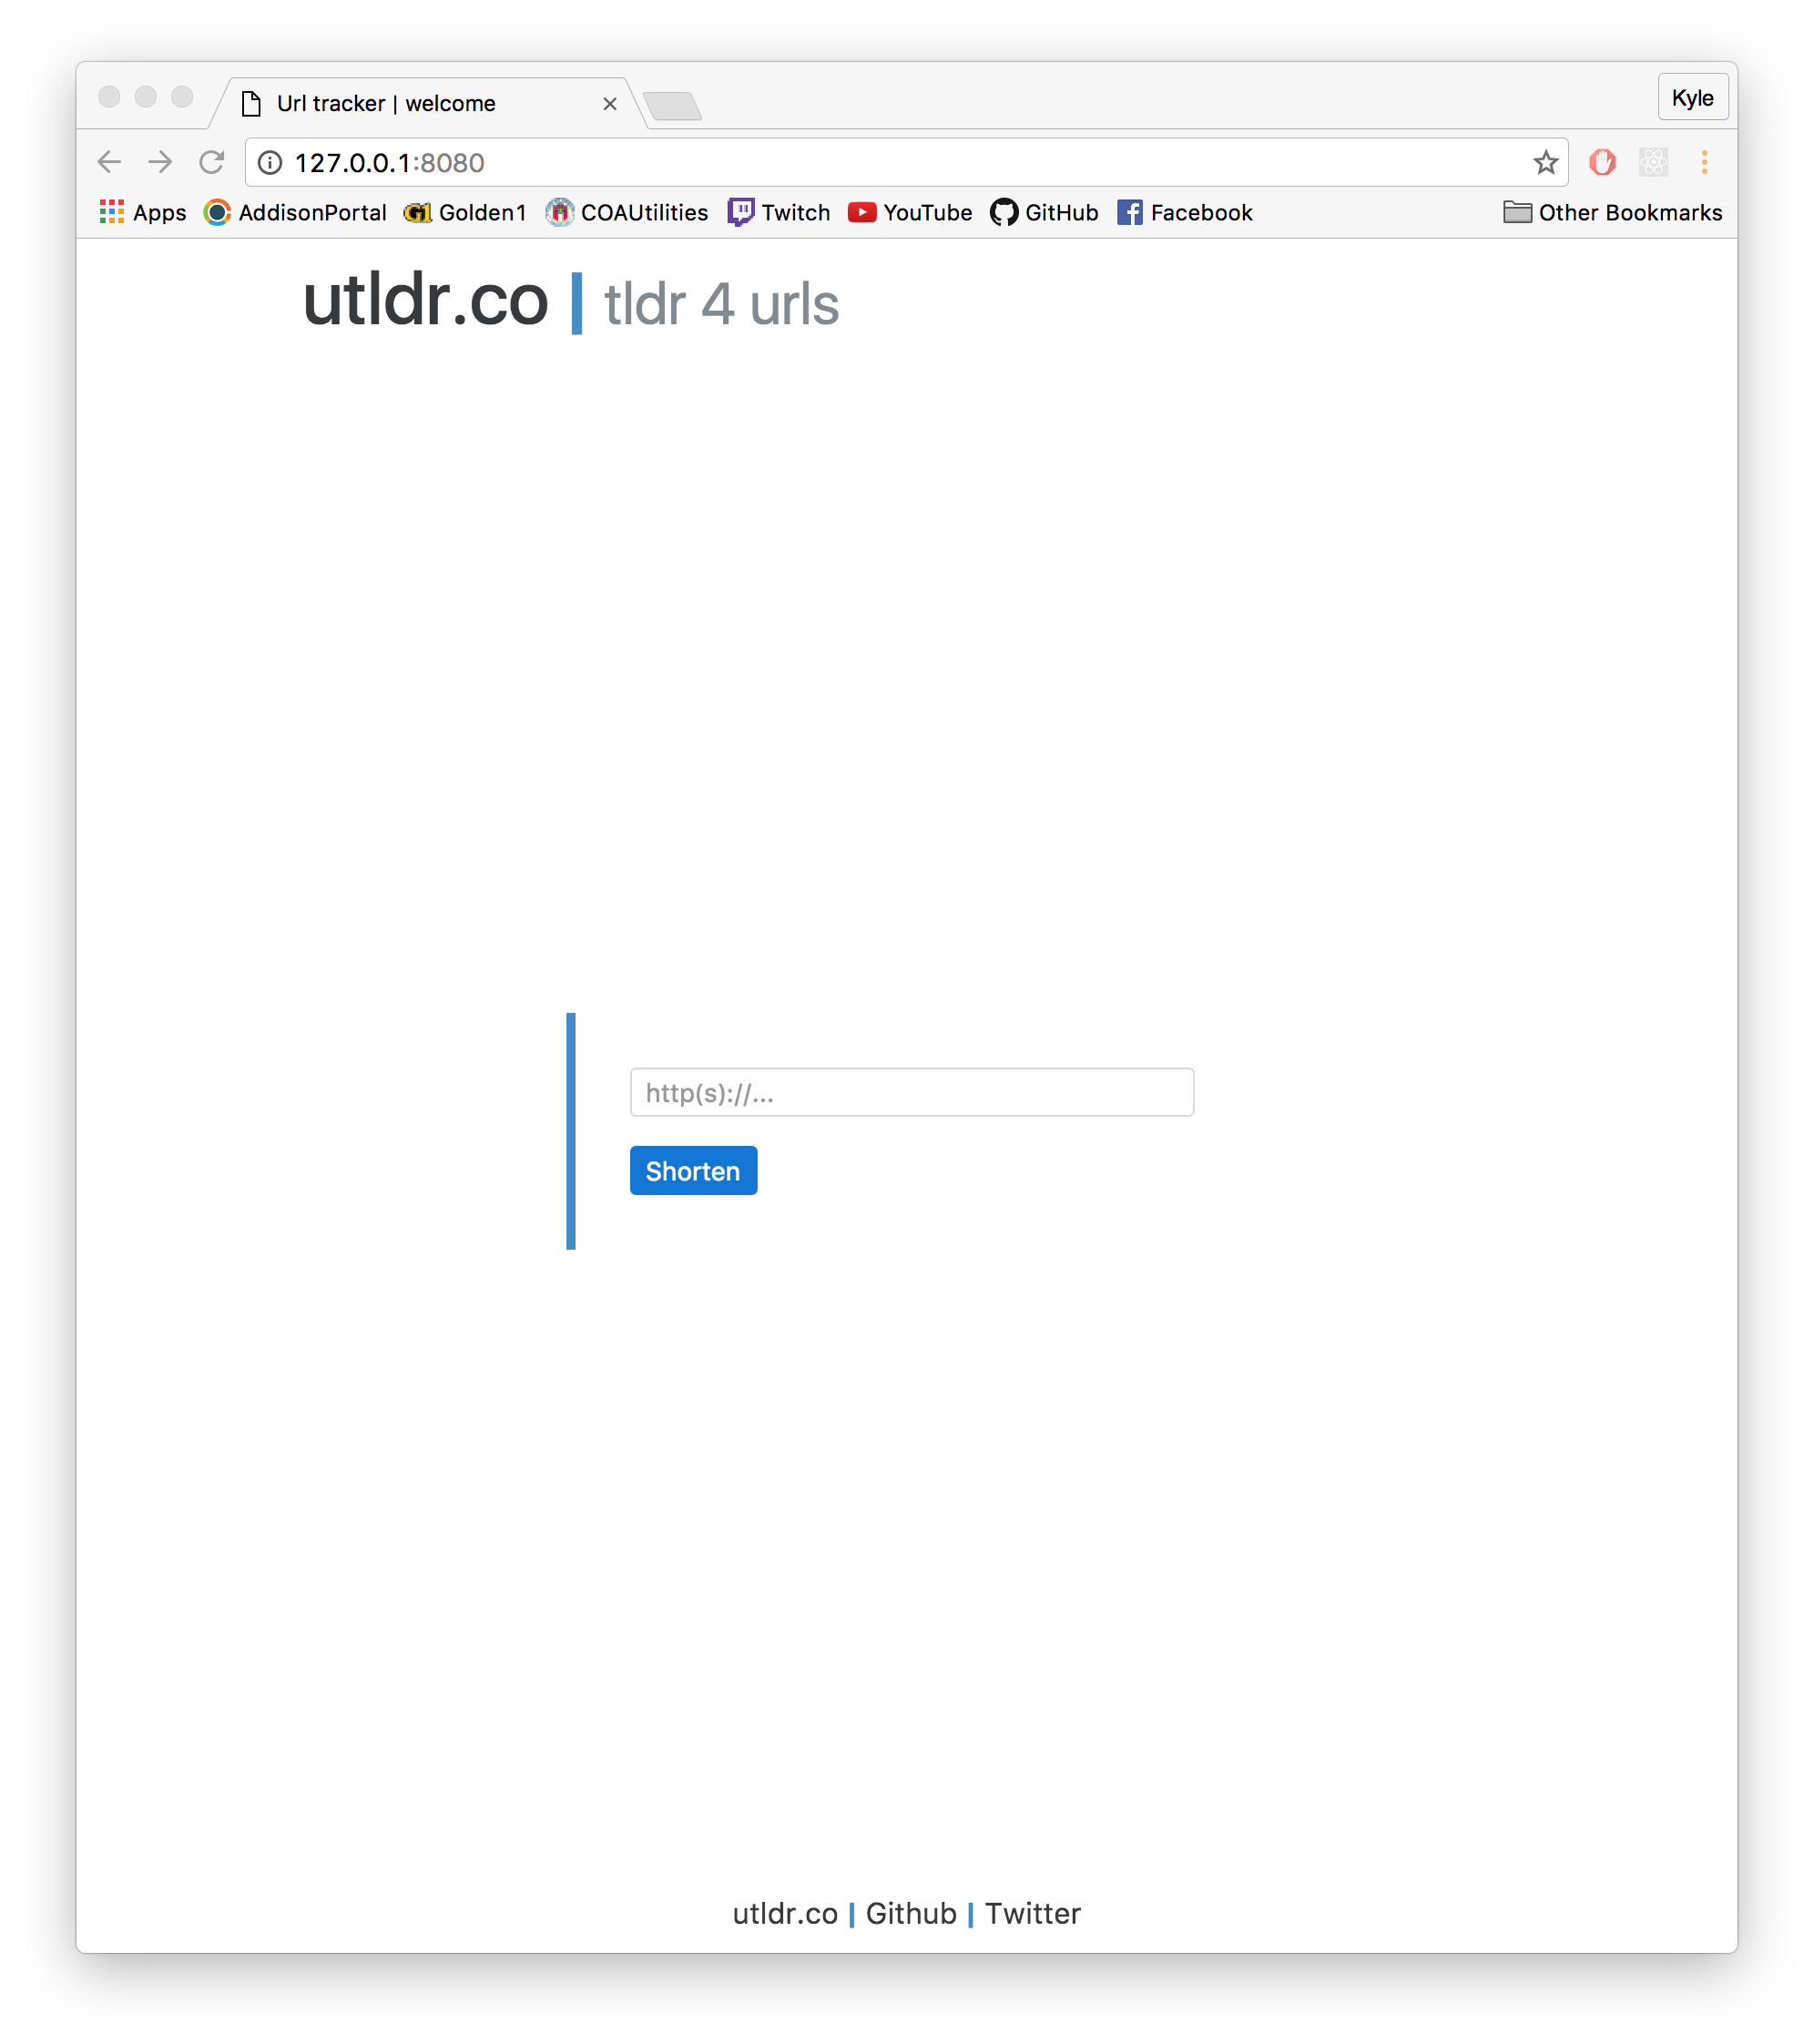 Url tracker | welcome
Kyle
127.0.0.1:8080
Apps AddisonPortal G1 Golden1 COAUtilities Twitch YouTube GitHub Facebook Other Bookmarks
utldr.co | tldr 4 urls
http(s)://...
Shorten
utldr.co | Github | Twitter